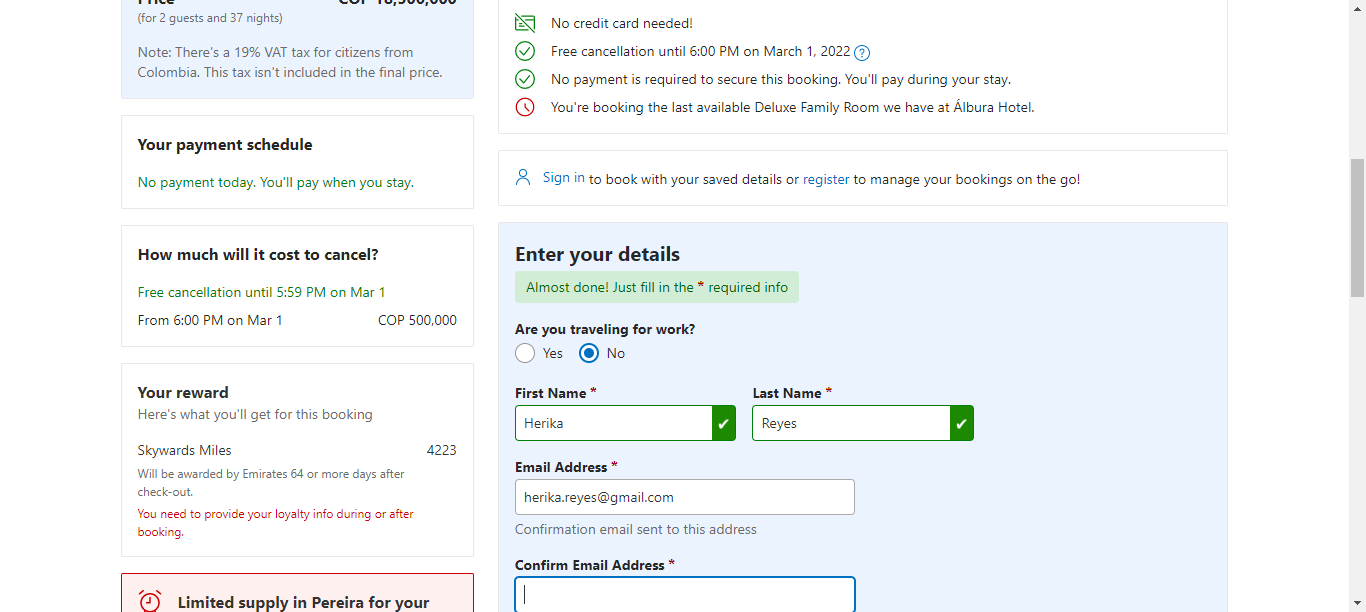 Price COP 18,500,000
(for 2 guests and 37 nights)
Note: There's a 19% VAT tax for citizens from
Colombia. This tax isn't included in the final price.
Your payment schedule
No payment today. You'll pay when you stay.
How much will it cost to cancel?
Free cancellation until 5:59 PM on Mar 1
From 6:00 PM on Mar 1 COP 500,000
Your reward
Here's what you'll get for this booking
Skywards Miles 4223
Will be awarded by Emirates 64 or more days after
check-out.
You need to provide your loyalty info during or after
booking.
Limited supply in Pereira for your
No credit card needed!
Free cancellation until 6:00 PM on March 1, 2022 ?
No payment is required to secure this booking. You'll pay during your stay.
You're booking the last available Deluxe Family Room we have at Álbura Hotel.
Sign in to book with your saved details or register to manage your bookings on the go!
Enter your details
Almost done! Just fill in the * required info
Are you traveling for work?
Yes No
First Name * Last Name *
Herika Reyes
Email Address *
herika.reyes@gmail.com
Confirmation email sent to this address
Confirm Email Address *